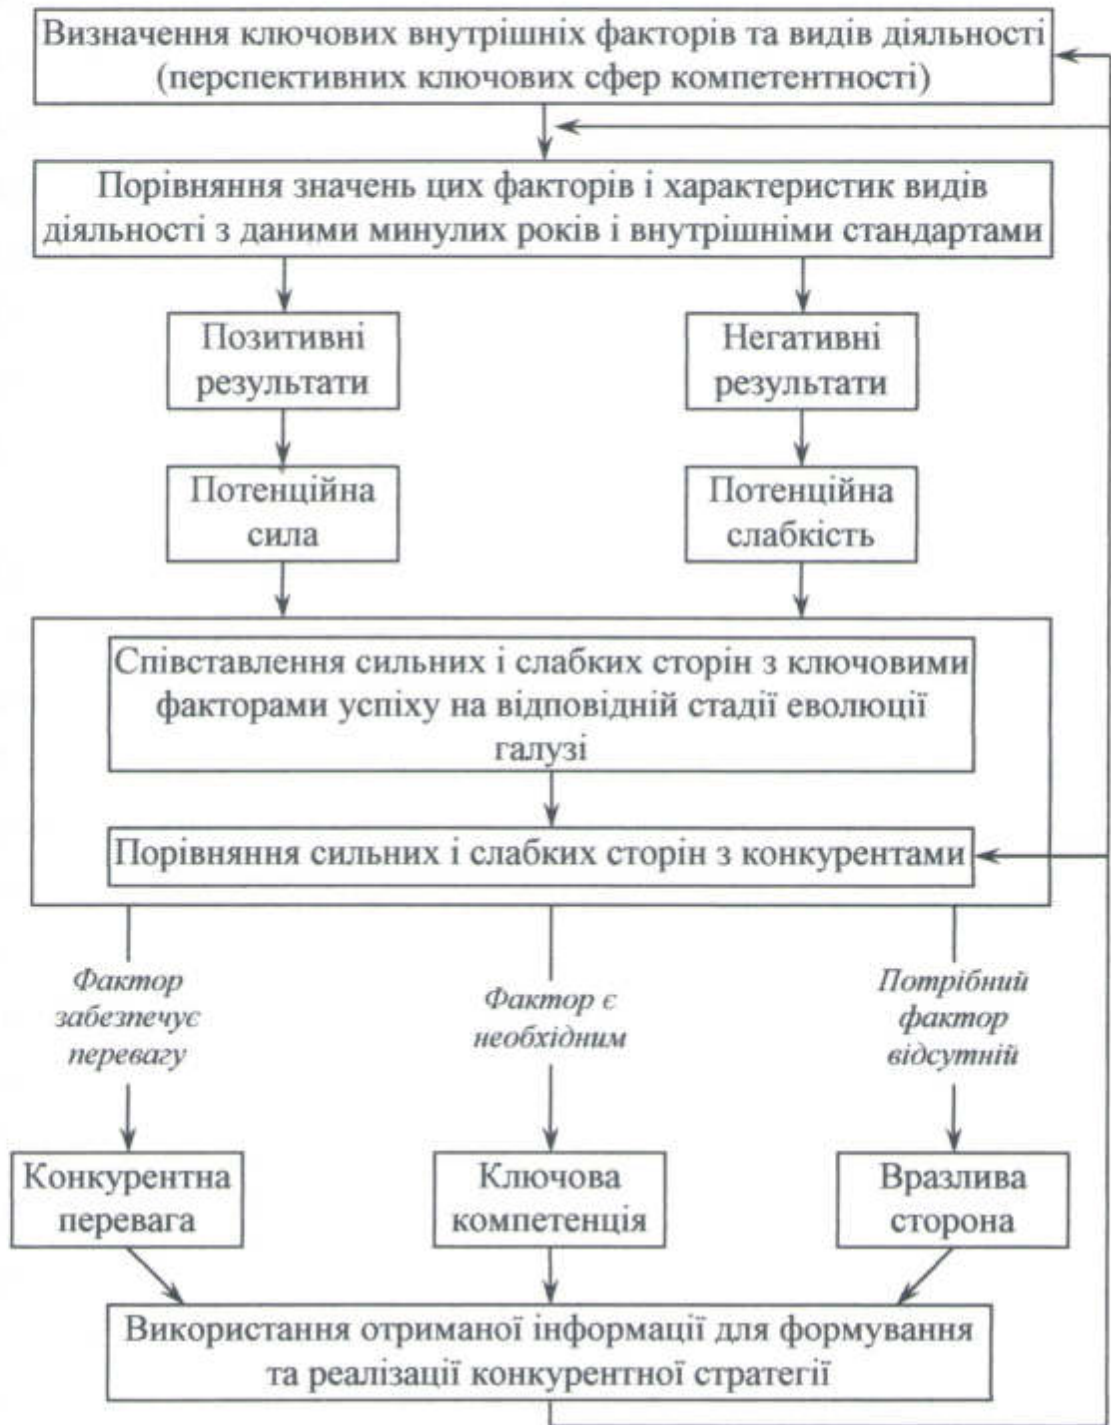 Визначення ключових внутрішніх факторів та видів діяльності
(перспективних ключових сфер компетентності)
Порівняння значень цих факторів і характеристик видів
діяльності з даними минулих років і внутрішніми стандартами
Позитивні
результати
Негативні
результати
Потенційна
сила
Потенційна
слабкість
Співставлення сильних і слабких сторін з ключовими
факторами успіху на відповідній стадії еволюції
галузі
Порівняння сильних і слабких сторін з конкурентами
Фактор
забезпечує
перевагу
Фактор є
необхідним
Потрібний
фактор
відсутній
Конкурентна
перевага
Ключова
компетенція
Вразлива
сторона
Використання отриманої інформації для формування
та реалізації конкурентної стратегії